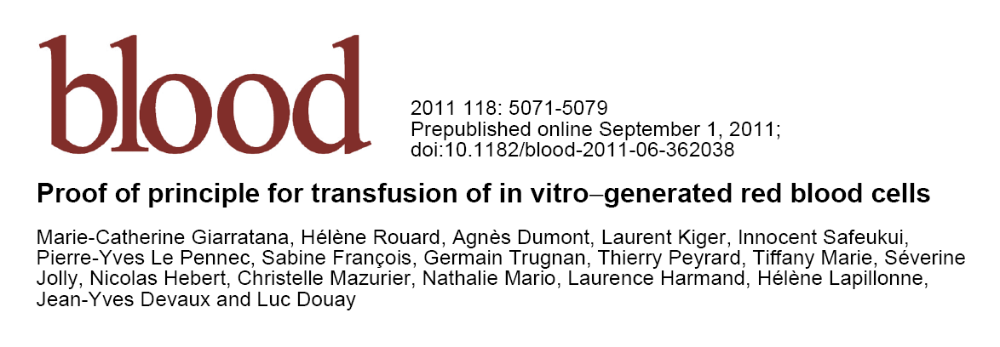 blood
2011 118: 5071-5079
Prepublished online September 1, 2011;
doi:10.1182/blood-2011-06-362038
Proof of principle for transfusion of in vitro−generated red blood cells
Marie-Catherine Giarratana, Hélène Rouard, Agnès Dumont, Laurent Kiger, Innocent Safeukui,
Pierre-Yves Le Pennec, Sabine François, Germain Trugnan, Thierry Peyrard, Tiffany Marie, Séverine
Jolly, Nicolas Hebert, Christelle Mazurier, Nathalie Mario, Laurence Harmand, Hélène Lapillonne,
Jean-Yves Devaux and Luc Douay